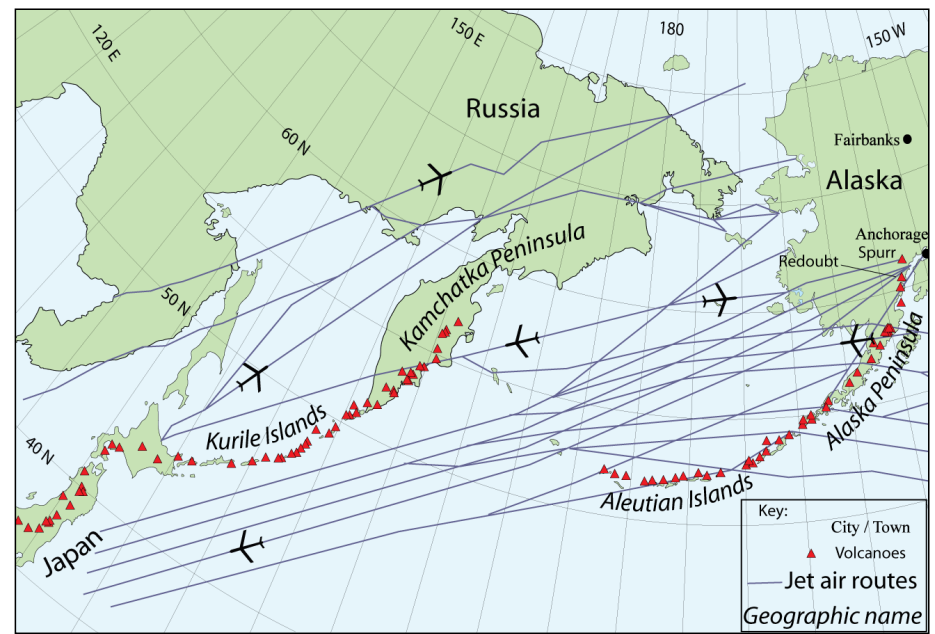 120 E
150 E
180
150 W
Russia
60 N
Fairbanks
Alaska
Anchorage
Spurr
Redoubt
Kamchatka Peninsula
50 N
Alaska Peninsula
Kurile Islands
40 N
Aleutian Islands
Japan
Key:
City / Town
Volcanoes
Jet air routes
Geographic name